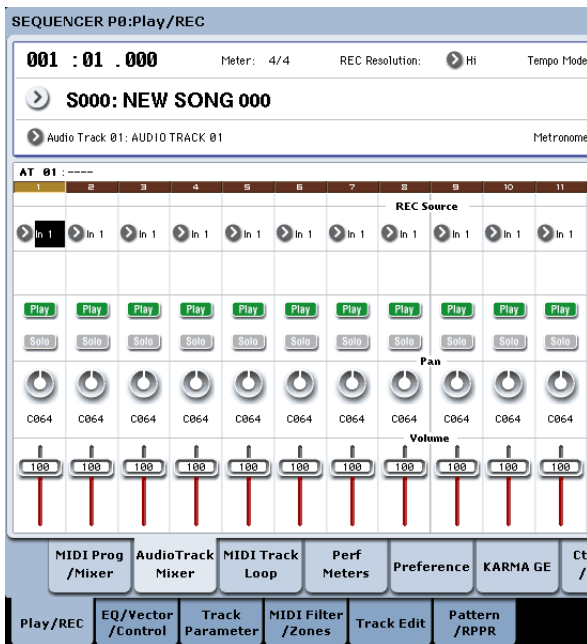 SEQUENCER P0:Play/REC
001 :01 .000 Meter: 4/4 REC Resolution: Hi Tempo Mode
S000: NEW SONG 000
Audio Track 01: AUDIO TRACK 01 Metronome
AT 01 :----
1 2 3 4 5 6 7 8 9 10 11
REC Source
In 1 In 1 In 1 In 1 In 1 In 1 In 1 In 1 In 1 In 1 In 1
Play Play Play Play Play Play Play Play Play Play Play
Solo Solo Solo Solo Solo Solo Solo Solo Solo Solo Solo
Pan
C064 C064 C064 C064 C064 C064 C064 C064 C064 C064 C064
Volume
100 100 100 100 100 100 100 100 100 100 100
MIDI Prog AudioTrack MIDI Track Perf Preference KARMA GE Ct
/Mixer Mixer Loop Meters /
Play/REC EQ/Vector Track MIDI Filter Track Edit Pattern
/Control Parameter /Zones /RPPR